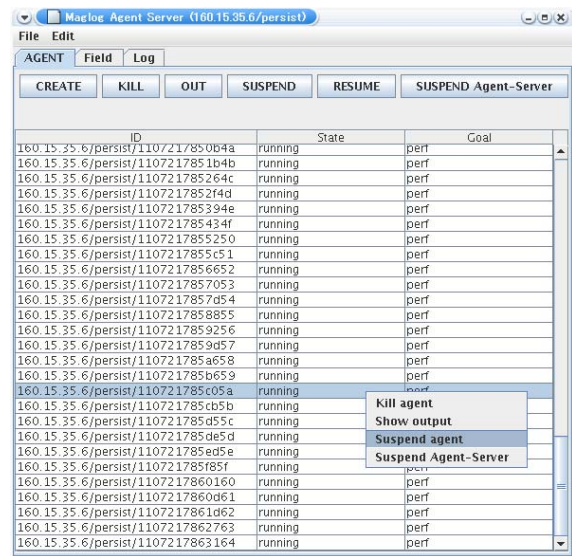 Maglog Agent Server (160.15.35.6/persist)
File Edit
AGENT Field Log
CREATE KILL OUT SUSPEND RESUME SUSPEND Agent-Server
ID State Goal
160.15.35.6/persist/1107217850b4a running perf
160.15.35.6/persist/1107217851b4b running perf
160.15.35.6/persist/110721785264c running perf
160.15.35.6/persist/1107217852f4d running perf
160.15.35.6/persist/110721785394e running perf
160.15.35.6/persist/110721785434f running perf
160.15.35.6/persist/1107217855250 running perf
160.15.35.6/persist/1107217855c51 running perf
160.15.35.6/persist/1107217856652 running perf
160.15.35.6/persist/1107217857053 running perf
160.15.35.6/persist/1107217857d54 running perf
160.15.35.6/persist/1107217858855 running perf
160.15.35.6/persist/1107217859256 running perf
160.15.35.6/persist/1107217859d57 running perf
160.15.35.6/persist/110721785a658 running perf
160.15.35.6/persist/110721785b659 running perf
160.15.35.6/persist/110721785c05a running perf
160.15.35.6/persist/110721785cb5b running
Kill agent
160.15.35.6/persist/110721785d55c running
Show output
160.15.35.6/persist/110721785de5d running
Suspend agent
160.15.35.6/persist/110721785ed5e running
Suspend Agent-Server
160.15.35.6/persist/110721785f85f running perf
160.15.35.6/persist/1107217860160 running perf
160.15.35.6/persist/1107217860d61 running perf
160.15.35.6/persist/1107217861d62 running perf
160.15.35.6/persist/1107217862763 running perf
160.15.35.6/persist/1107217863164 running perf